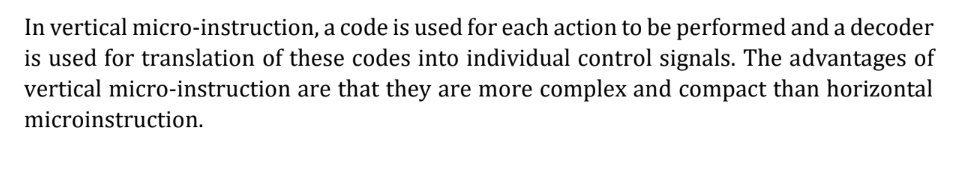 In vertical micro-instruction, a code is used for each action to be performed and a decoder
is used for translation of these codes into individual control signals. The advantages of
vertical micro-instruction are that they are more complex and compact than horizontal
microinstruction.